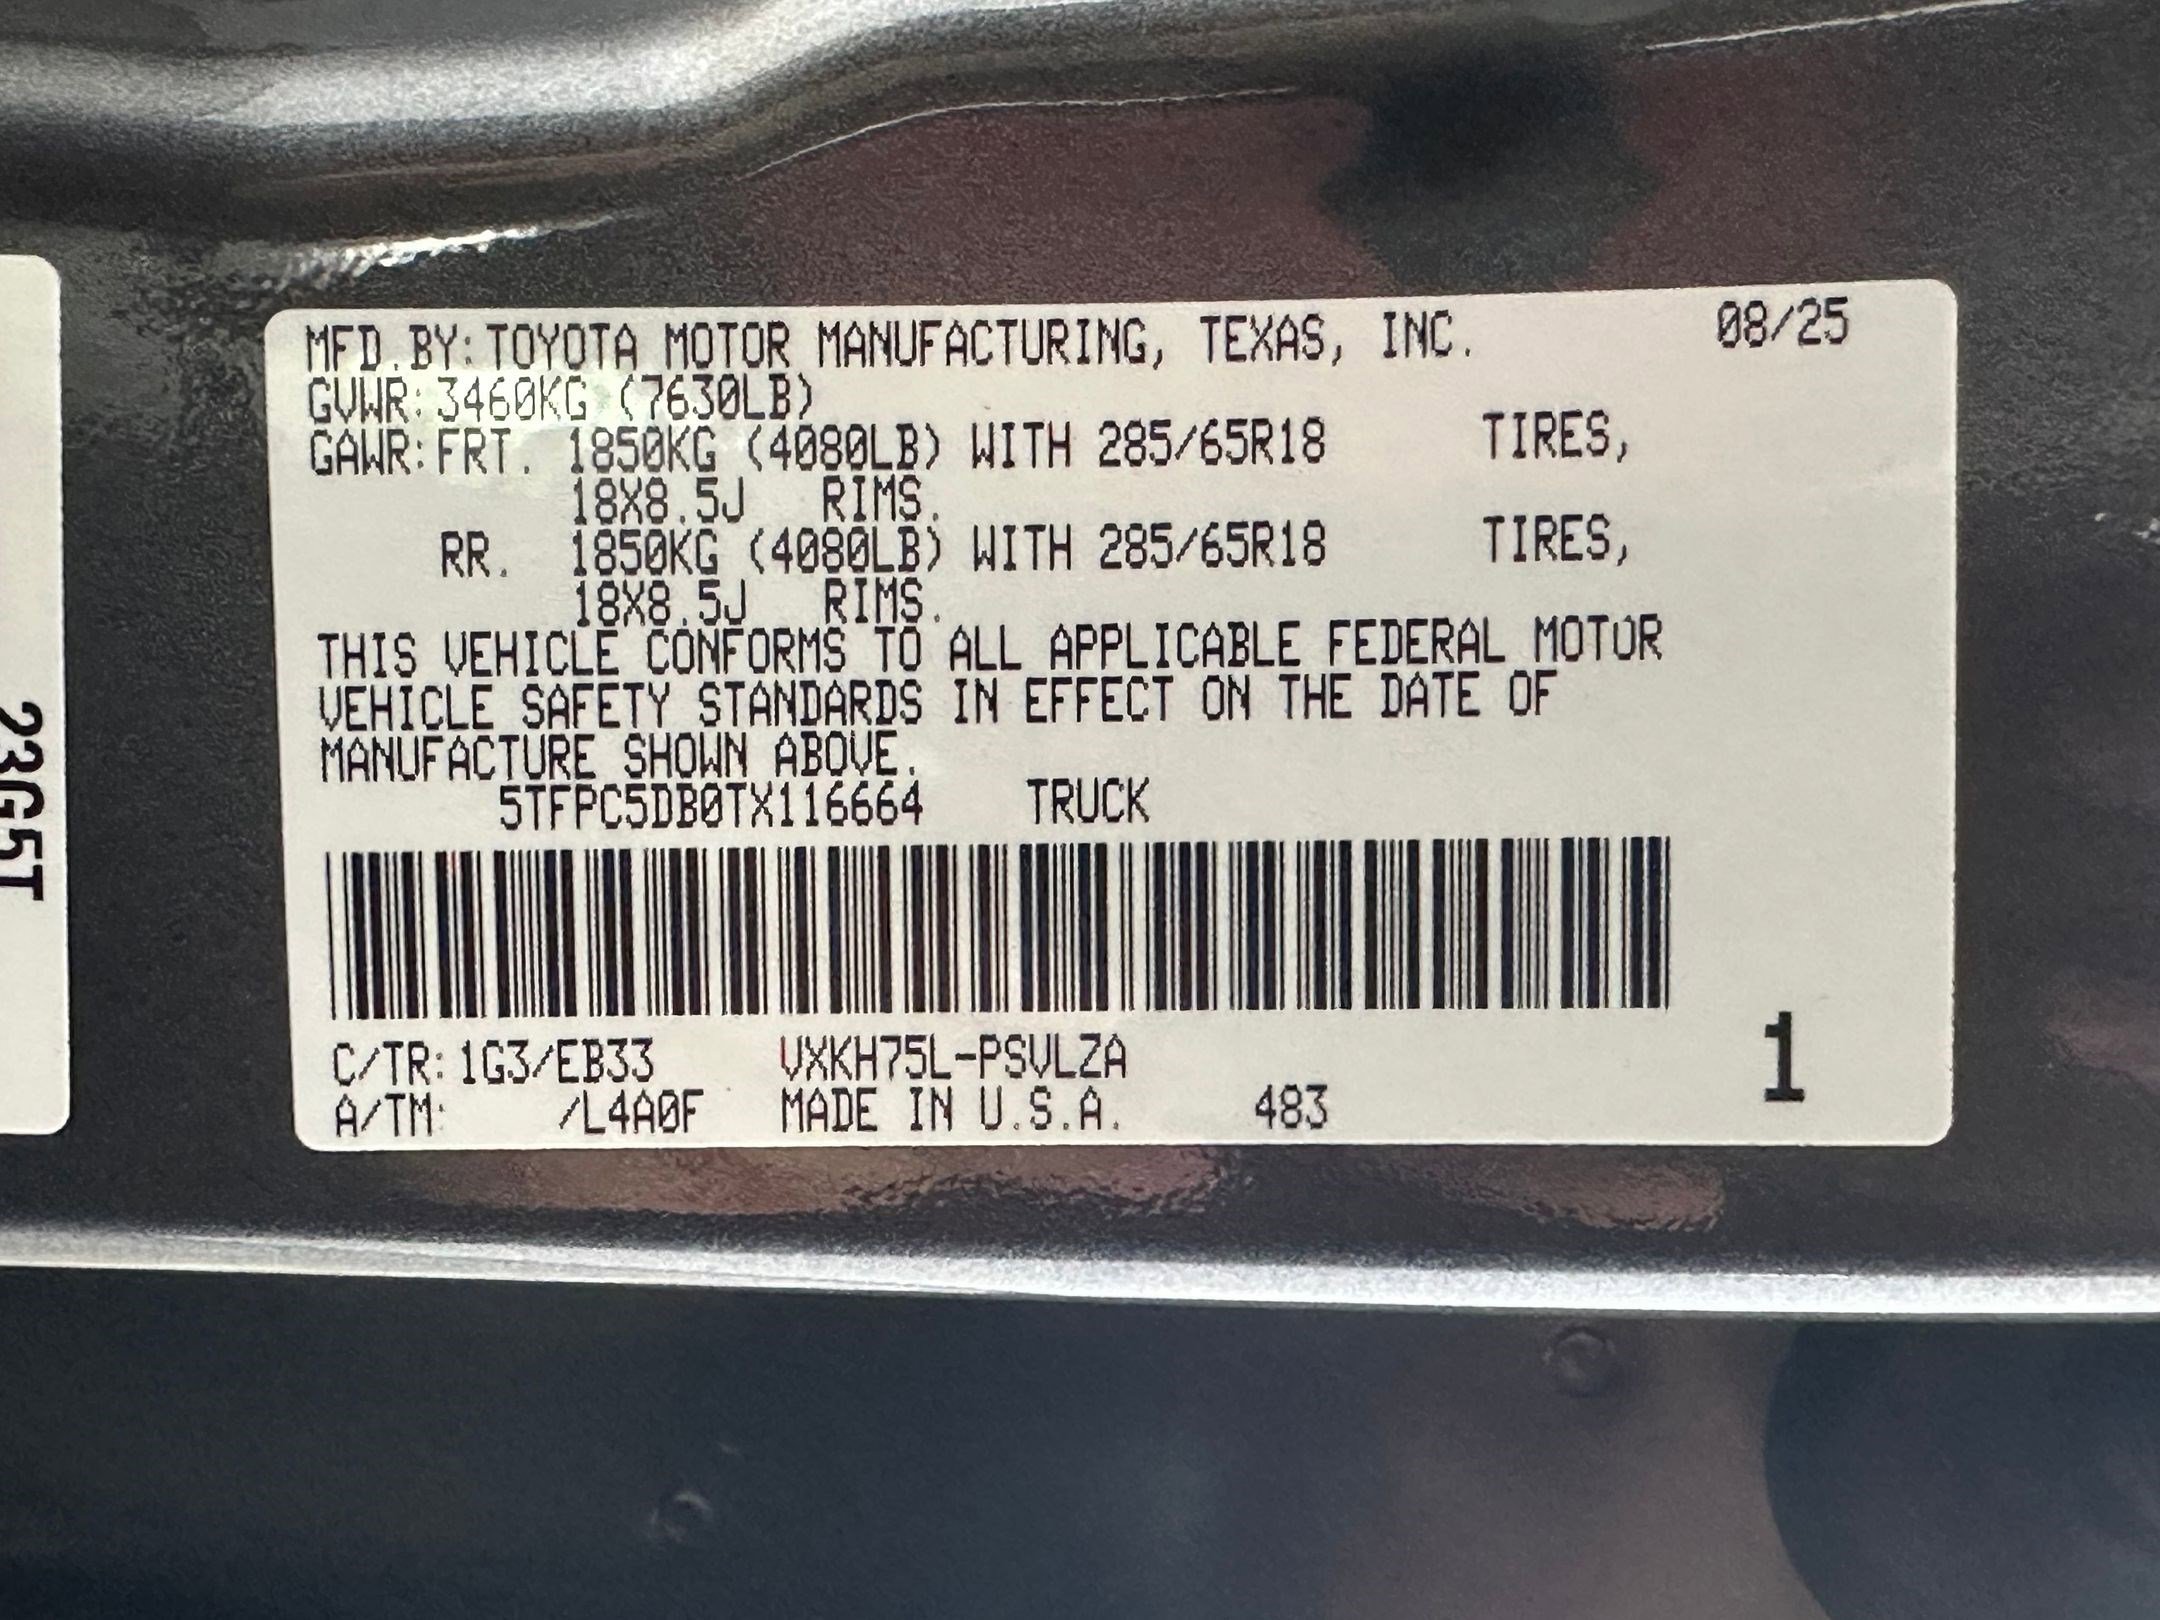 MFD.BY: TOYOTA MOTOR MANUFACTURING, TEXAS, INC. 08/25
GVWR: 3460KG (7630LB)
GAWR: FRT. 1850KG (4080LB) WITH 285/65R18 TIRES,
18X8.5J RIMS.
RR. 1850KG (4080LB) WITH 285/65R18 TIRES,
18X8.5J RIMS.
THIS VEHICLE CONFORMS TO ALL APPLICABLE FEDERAL MOTOR
VEHICLE SAFETY STANDARDS IN EFFECT ON THE DATE OF
MANUFACTURE SHOWN ABOVE.
5TFPC5DB0TX116664 TRUCK
C/TR: 1G3/EB33 VXKH75L-PSVLZA
A/TM: /L4A0F MADE IN U.S.A. 483
1
23G5T